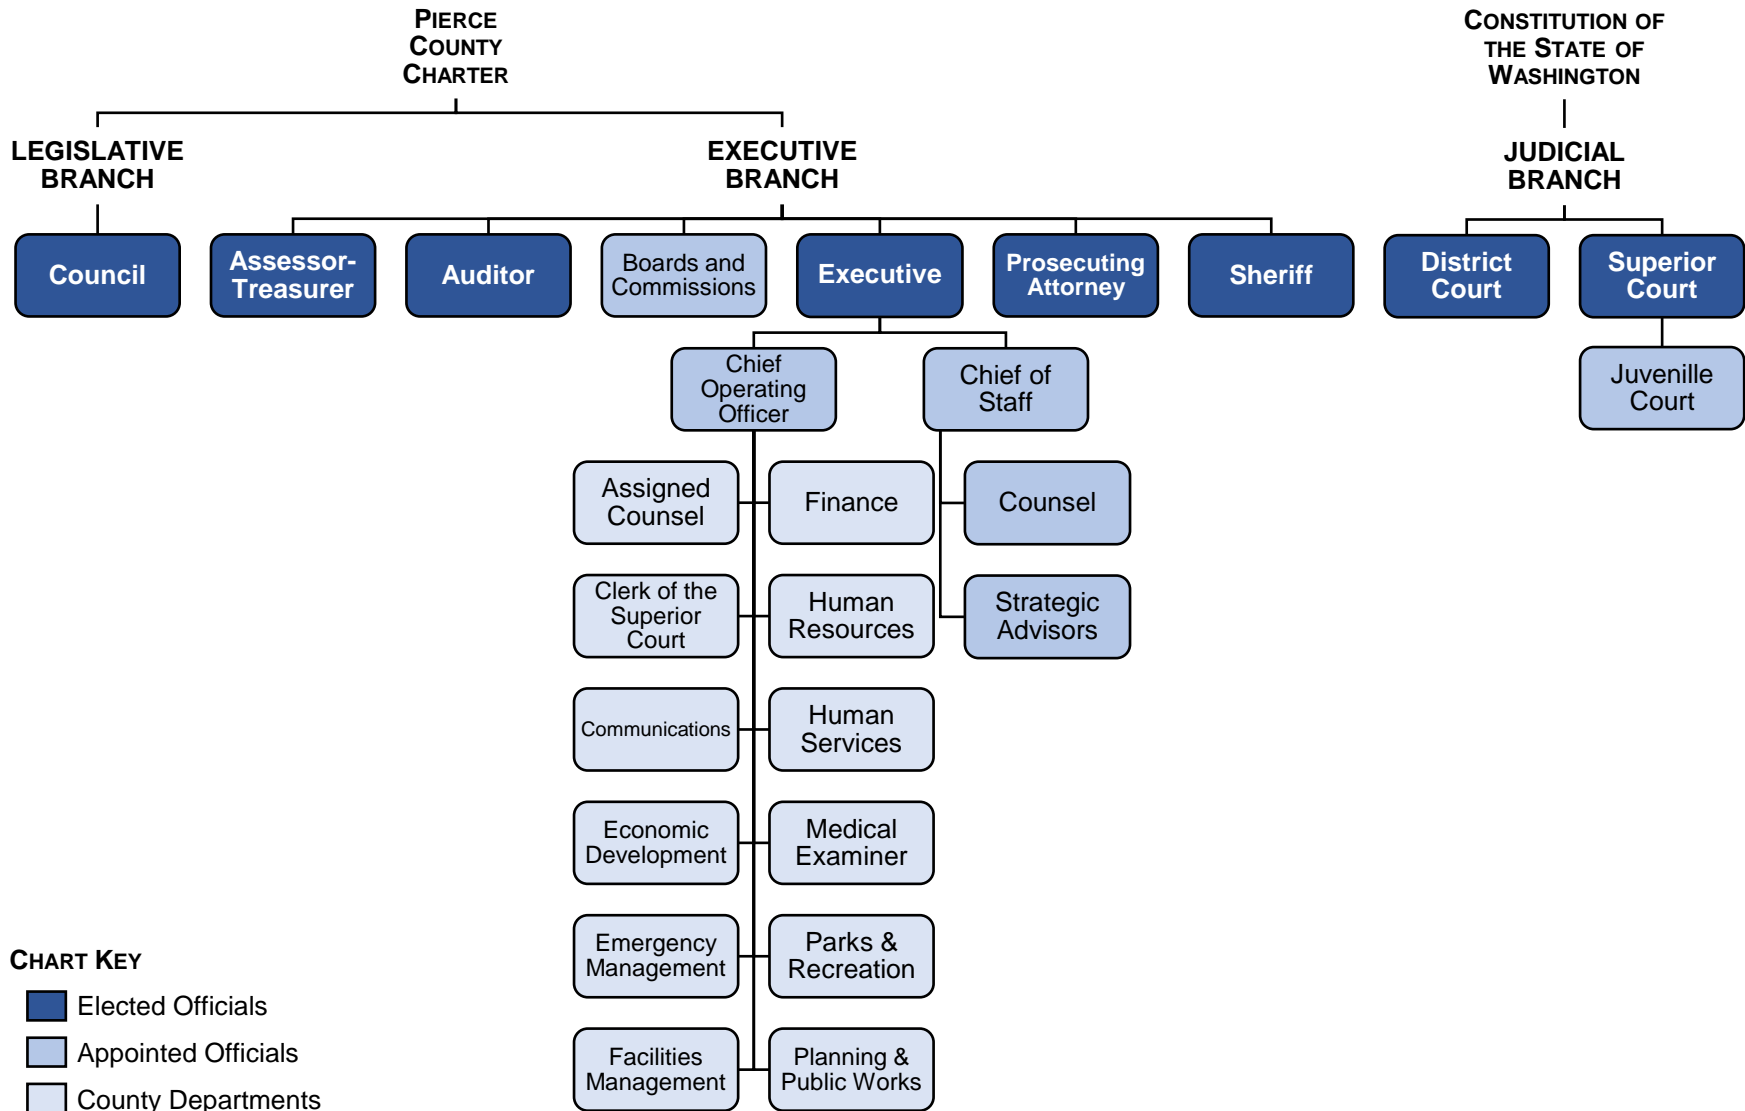 PIERCE
COUNTY
CHARTER
CONSTITUTION OF
THE STATE OF
WASHINGTON
LEGISLATIVE
BRANCH
EXECUTIVE
BRANCH
JUDICIAL
BRANCH
Council
Assessor-
Treasurer
Auditor
Boards and
Commissions
Executive
Prosecuting
Attorney
Sheriff
District
Court
Superior
Court
Chief
Operating
Officer
Chief of
Staff
Juvenille
Court
Assigned
Counsel
Finance
Counsel
Clerk of the
Superior
Court
Human
Resources
Strategic
Advisors
Communications
Human
Services
Economic
Development
Medical
Examiner
Emergency
Management
Parks &
Recreation
Facilities
Management
Planning &
Public Works
CHART KEY
Elected Officials
Appointed Officials
County Departments